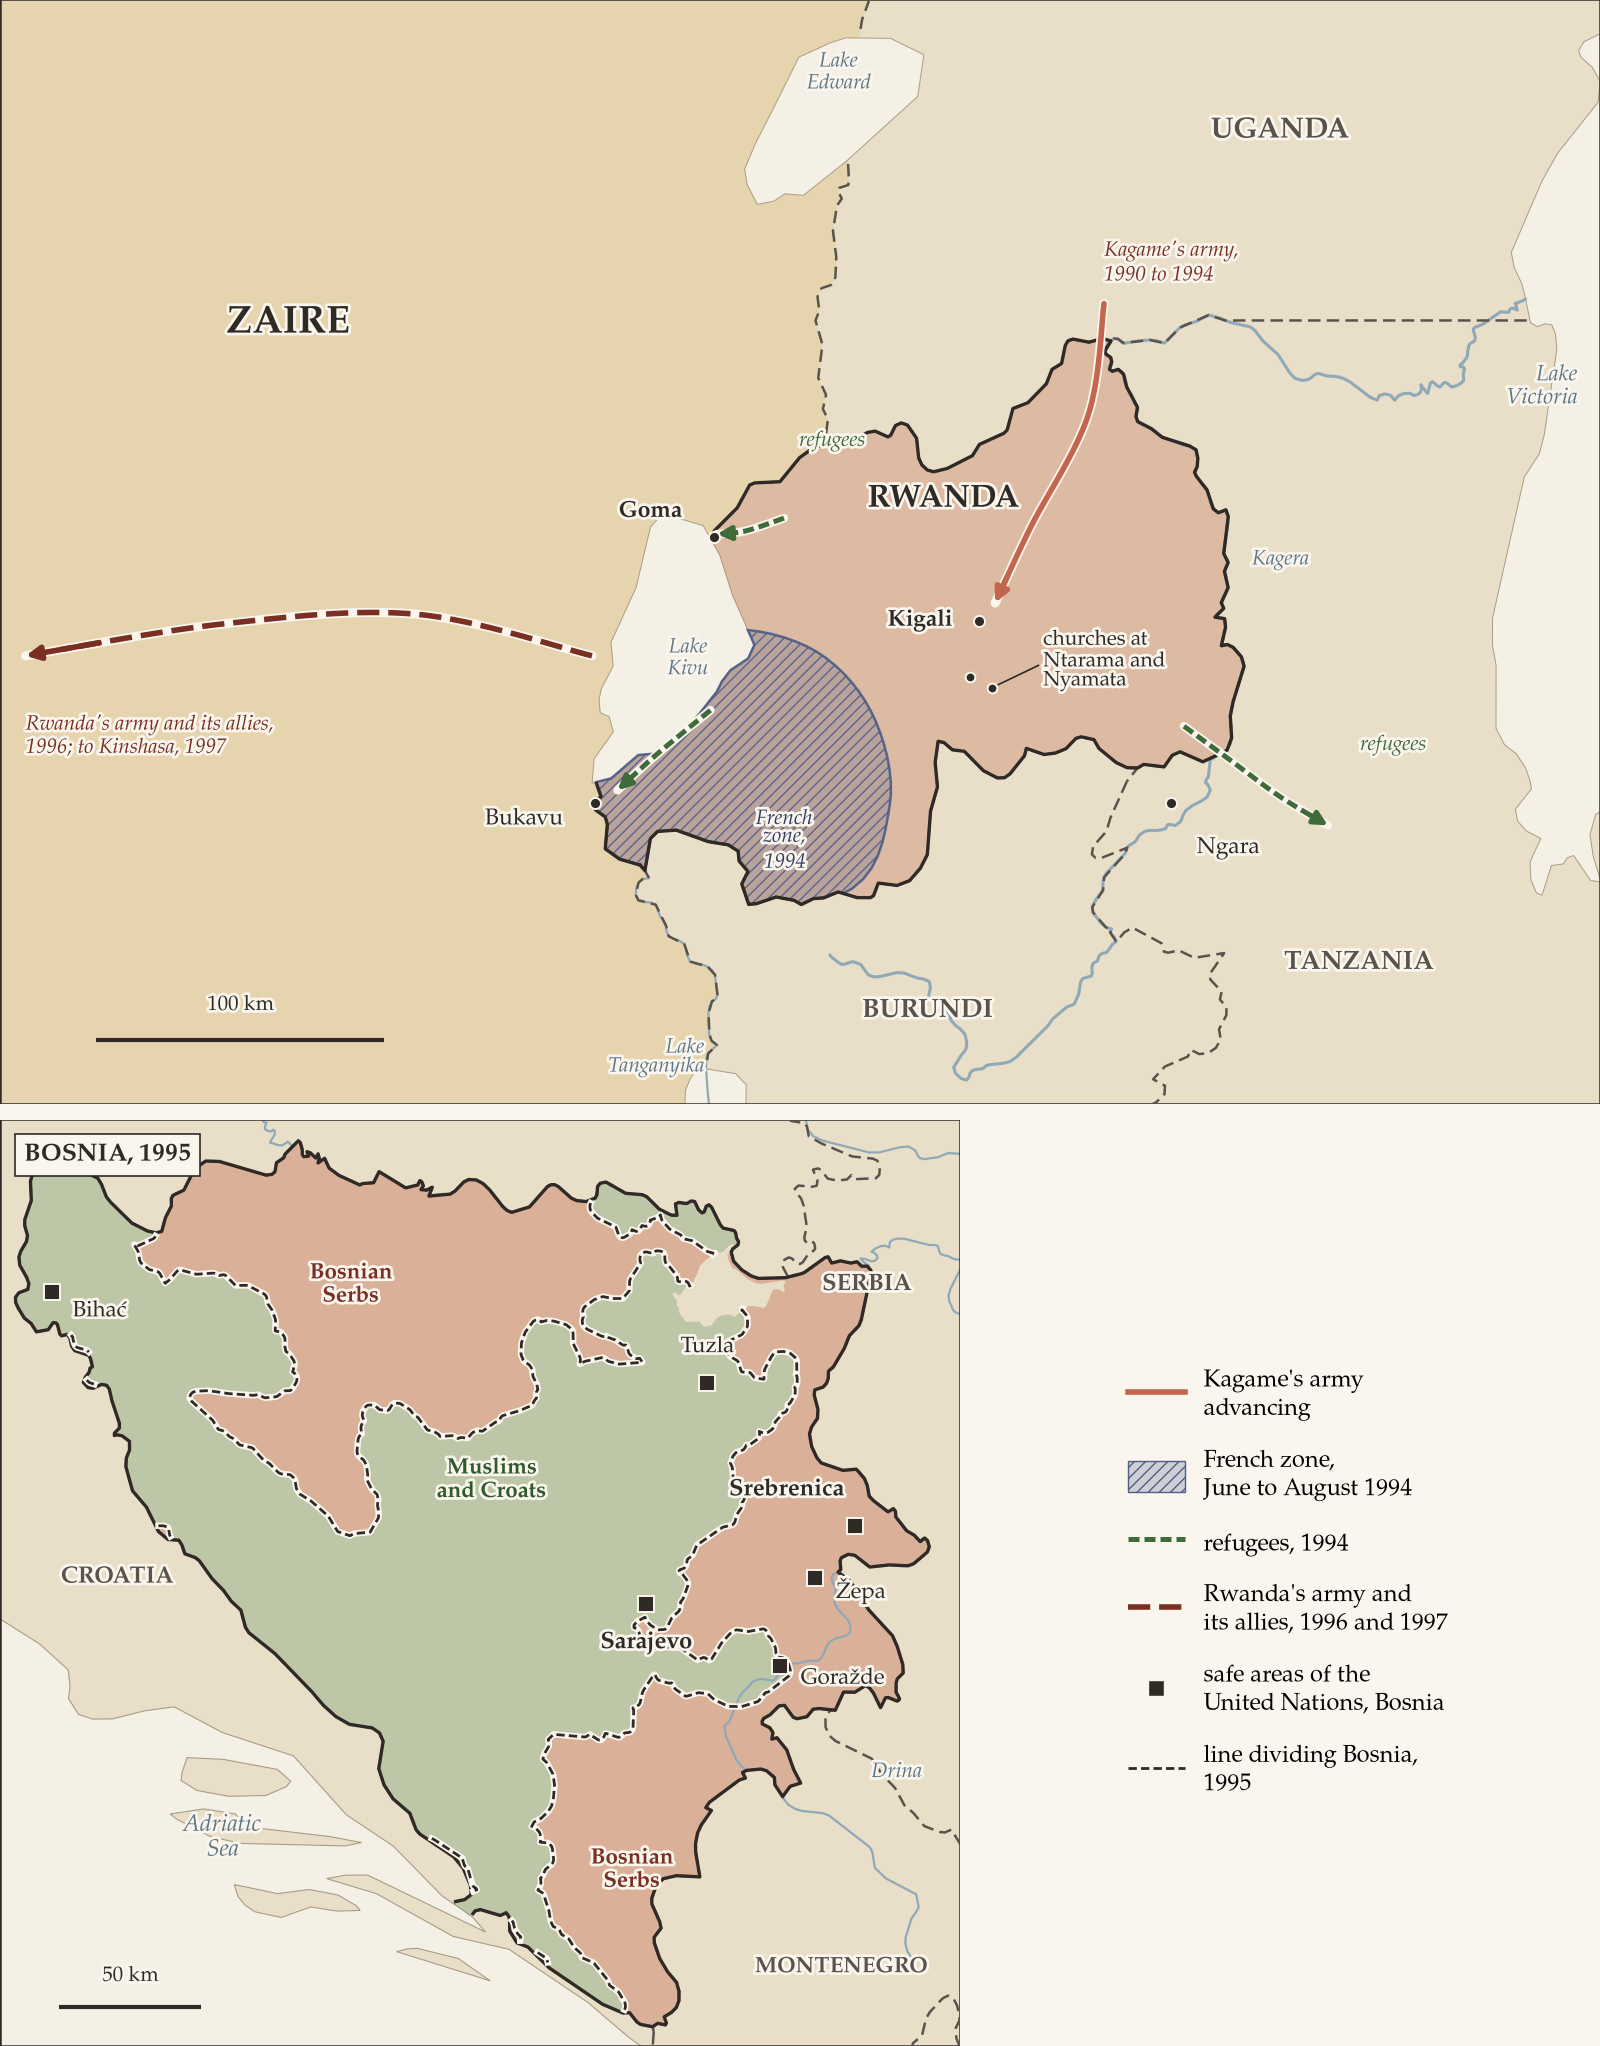 Lake
Edward
UGANDA
Kagame's army,
1990 to 1994
ZAIRE
Lake
Victoria
refugees
RWANDA
Goma
Kagera
Kigali
churches at
Ntarama and
Nyamata
Lake
Kivu
Rwanda's army and its allies,
1996; to Kinshasa, 1997
refugees
Bukavu
French
zone,
1994
Ngara
TANZANIA
100 km
BURUNDI
Lake
Tanganyika
BOSNIA, 1995
Bosnian
Serbs
SERBIA
Bihać
Tuzla
Muslims
and Croats
Srebrenica
CROATIA
Žepa
Sarajevo
Goražde
Drina
Adriatic
Sea
Bosnian
Serbs
MONTENEGRO
50 km
Kagame's army
advancing
French zone,
June to August 1994
refugees, 1994
Rwanda's army and
its allies, 1996 and 1997
safe areas of the
United Nations, Bosnia
line dividing Bosnia,
1995